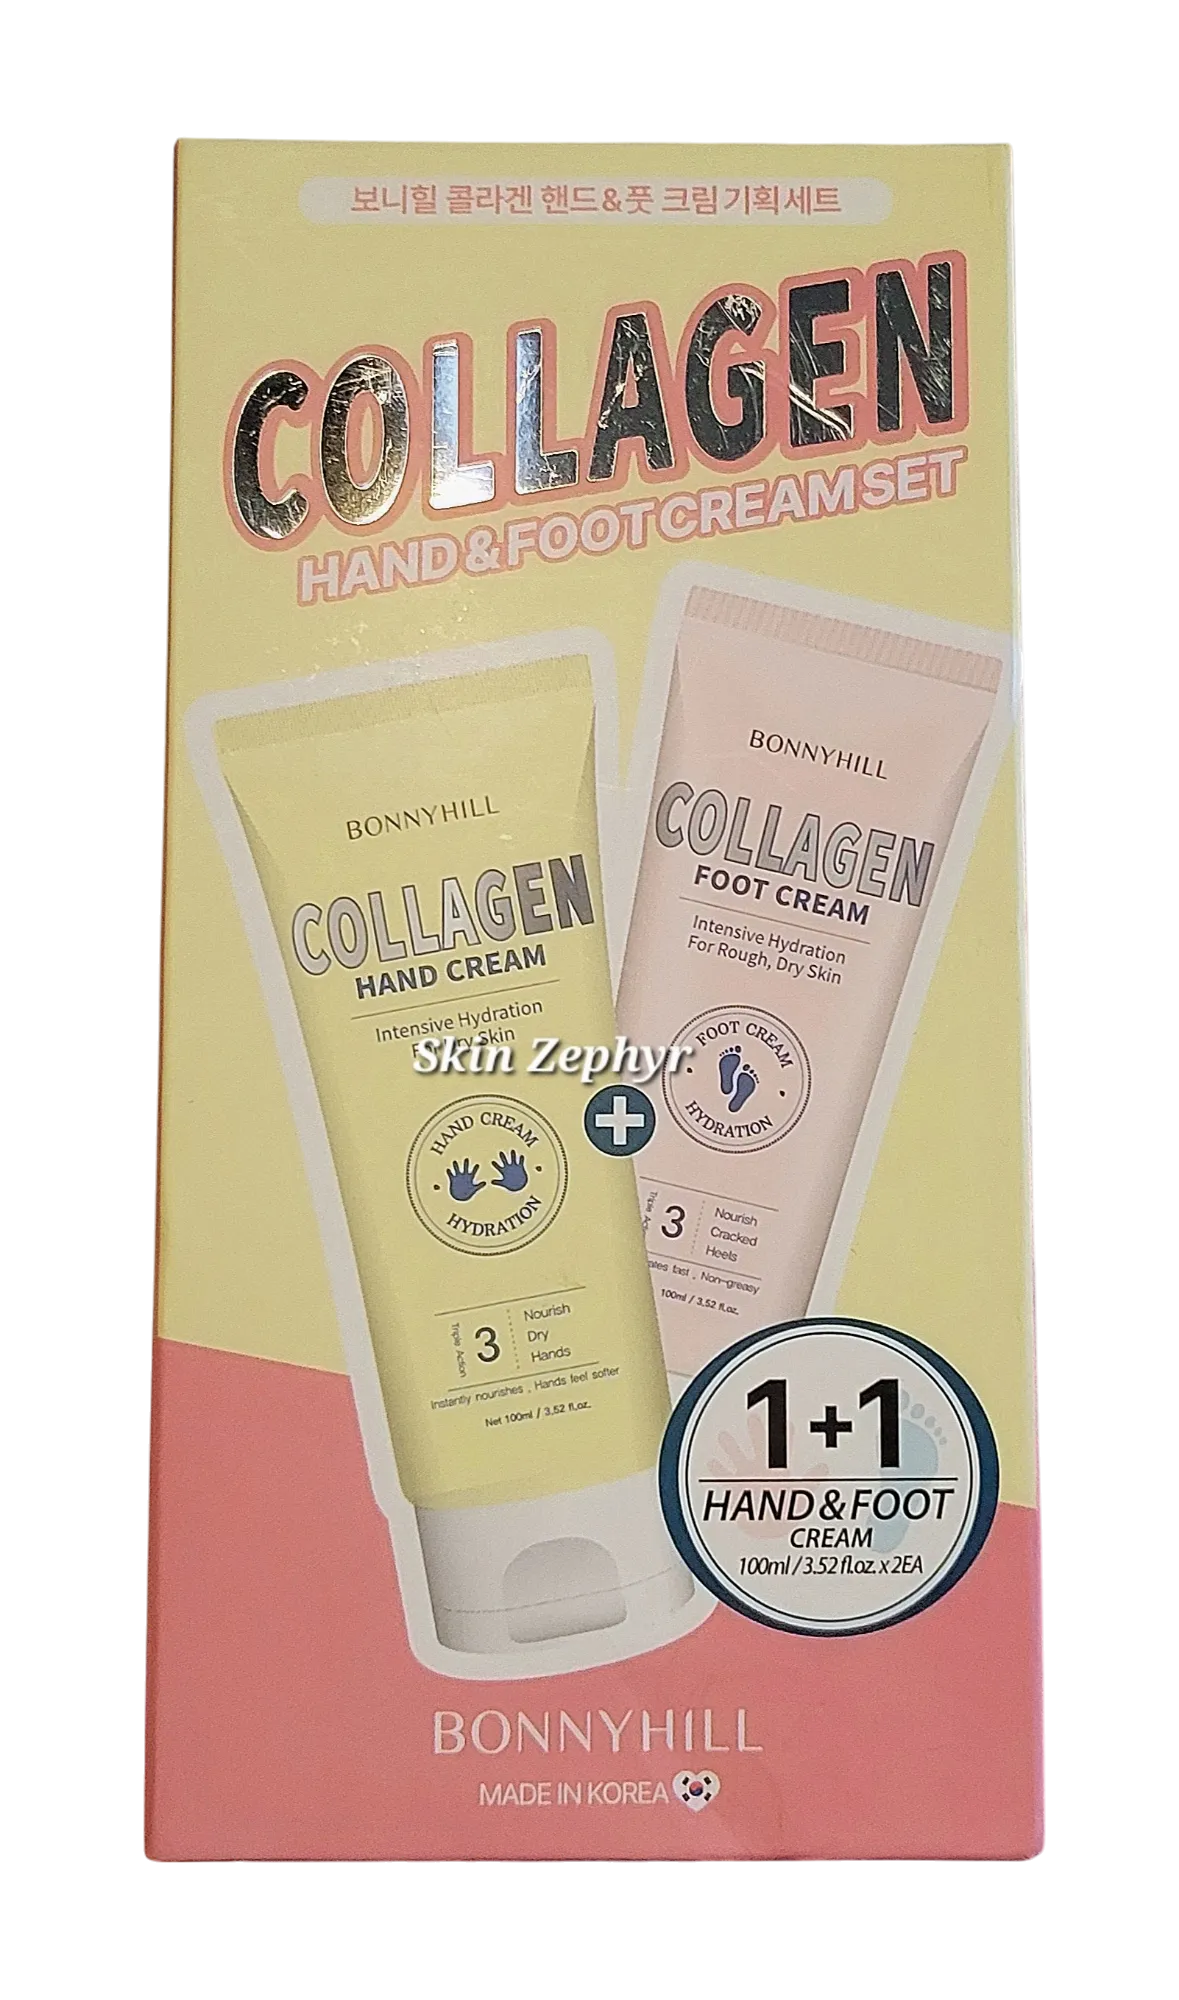 보니힐 콜라겐 핸드&풋 크림 기획세트
COLLAGEN
HAND & FOOT CREAM SET
BONNYHILL
COLLAGEN
HAND CREAM
Intensive Hydration
Skin
HAND CREAM
HYDRATION
Triple Action
3
Nourish
Dry
Hands
Instantly nourishes , Hands feel softer
Net 100ml / 3.52 fl.oz.
BONNYHILL
COLLAGEN
FOOT CREAM
Intensive Hydration
For Rough, Dry Skin
FOOT CREAM
HYDRATION
Triple
3
Nourish
Cracked
Heels
fast , Non-greasy
100ml / 3.52 fl.oz.
Skin Zephyr
+
1+1
HAND & FOOT
CREAM
100ml / 3.52 fl.oz. x 2EA
BONNYHILL
MADE IN KOREA